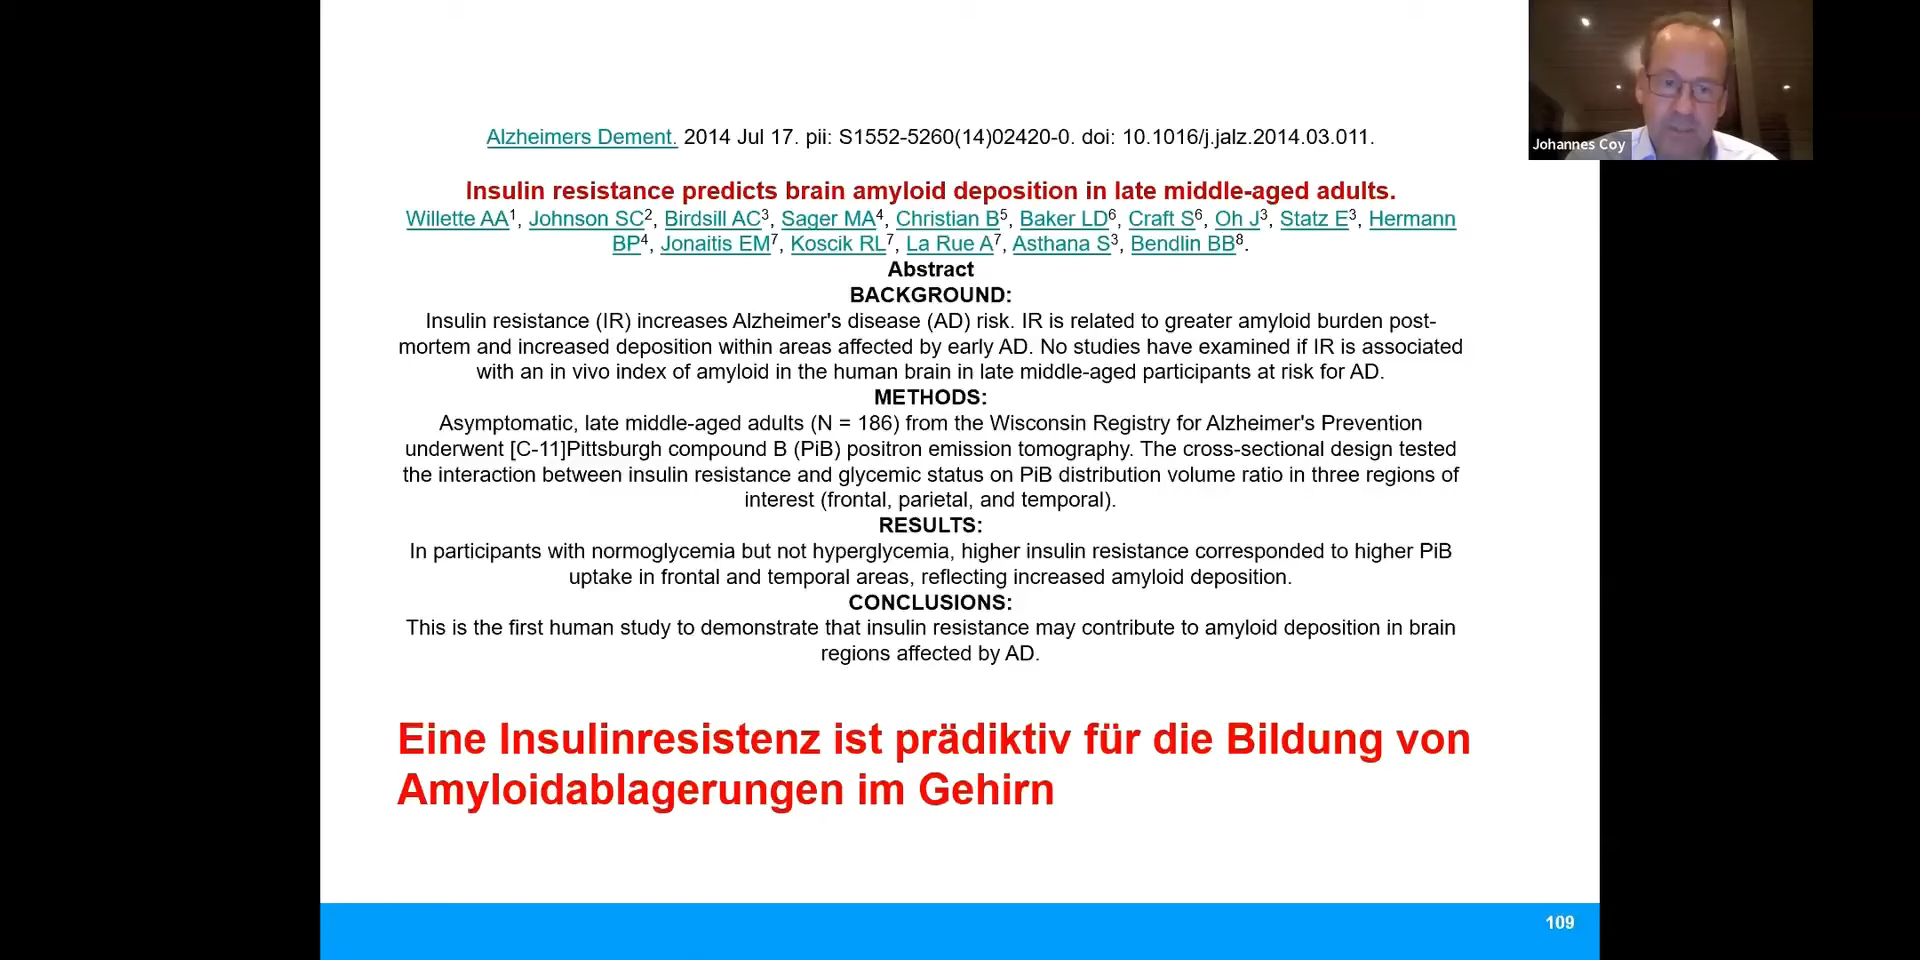 Alzheimers Dement. 2014 Jul 17. pii: S1552-5260(14)02420-0. doi: 10.1016/j.jalz.2014.03.011.
Johannes Coy
Insulin resistance predicts brain amyloid deposition in late middle-aged adults.
Willette AA1, Johnson SC2, Birdsill AC3, Sager MA4, Christian B5, Baker LD6, Craft S6, Oh J3, Statz E3, Hermann
BP4, Jonaitis EM7, Koscik RL7, La Rue A7, Asthana S3, Bendlin BB8.
Abstract
BACKGROUND:
Insulin resistance (IR) increases Alzheimer's disease (AD) risk. IR is related to greater amyloid burden post-
mortem and increased deposition within areas affected by early AD. No studies have examined if IR is associated
with an in vivo index of amyloid in the human brain in late middle-aged participants at risk for AD.
METHODS:
Asymptomatic, late middle-aged adults (N = 186) from the Wisconsin Registry for Alzheimer's Prevention
underwent [C-11]Pittsburgh compound B (PiB) positron emission tomography. The cross-sectional design tested
the interaction between insulin resistance and glycemic status on PiB distribution volume ratio in three regions of
interest (frontal, parietal, and temporal).
RESULTS:
In participants with normoglycemia but not hyperglycemia, higher insulin resistance corresponded to higher PiB
uptake in frontal and temporal areas, reflecting increased amyloid deposition.
CONCLUSIONS:
This is the first human study to demonstrate that insulin resistance may contribute to amyloid deposition in brain
regions affected by AD.
Eine Insulinresistenz ist prädiktiv für die Bildung von
Amyloidablagerungen im Gehirn
109